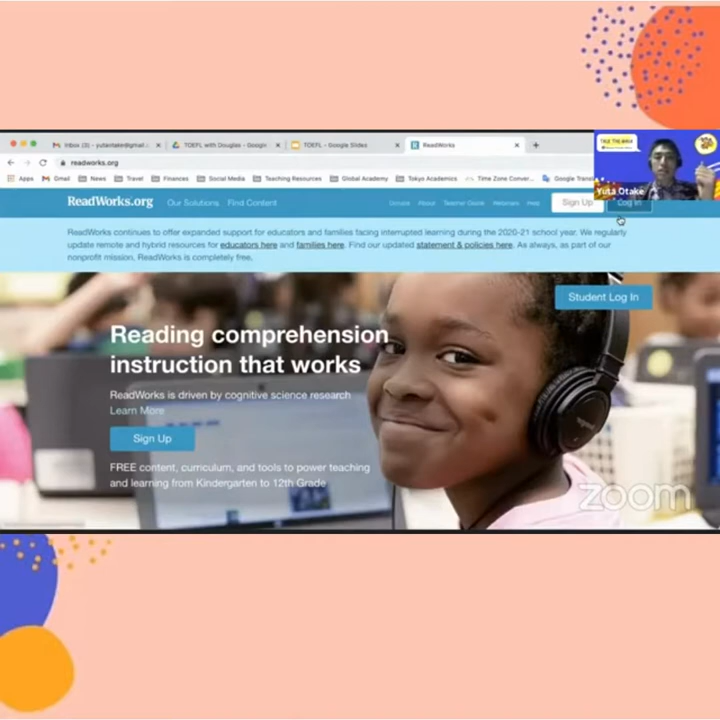 Inbox (3) - yutaotake@gmail.c
TOEFL with Douglas - Google
TOEFL - Google Slides
ReadWorks
readworks.org
Apps
Gmail
News
Travel
Finances
Social Media
Teaching Resources
Global Academy
Tokyo Academics
Time Zone Conver...
Google Trans
Yuta Otake
ReadWorks.org
Our Solutions
Find Content
Donate
About
Teacher Guide
Webinars
Help
Sign Up
Log In
ReadWorks continues to offer expanded support for educators and families facing interrupted learning during the 2020-21 school year. We regularly
update remote and hybrid resources for educators here and families here. Find our updated statement & policies here. As always, as part of our
nonprofit mission, ReadWorks is completely free.
Student Log In
Reading comprehension
instruction that works
ReadWorks is driven by cognitive science research
Learn More
Sign Up
FREE content, curriculum, and tools to power teaching
and learning from Kindergarten to 12th Grade
zoom